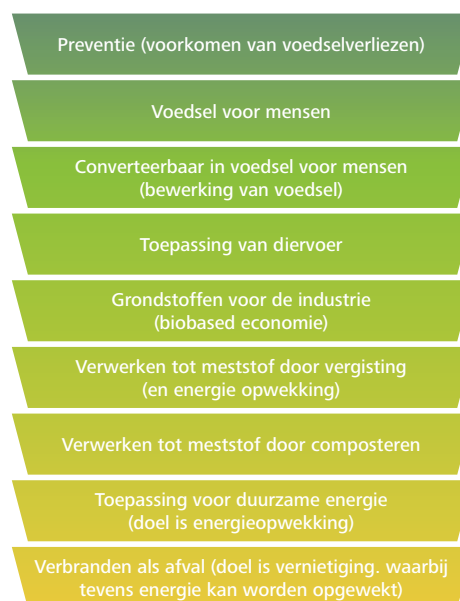 Preventie (voorkomen van voedselverliezen)
Voedsel voor mensen
Converteerbaar in voedsel voor mensen
(bewerking van voedsel)
Toepassing van diervoer
Grondstoffen voor de industrie
(biobased economie)
Verwerken tot meststof door vergisting
(en energie opwekking)
Verwerken tot meststof door composteren
Toepassing voor duurzame energie
(doel is energieopwekking)
Verbranden als afval (doel is vernietiging. waarbij
tevens energie kan worden opgewekt)